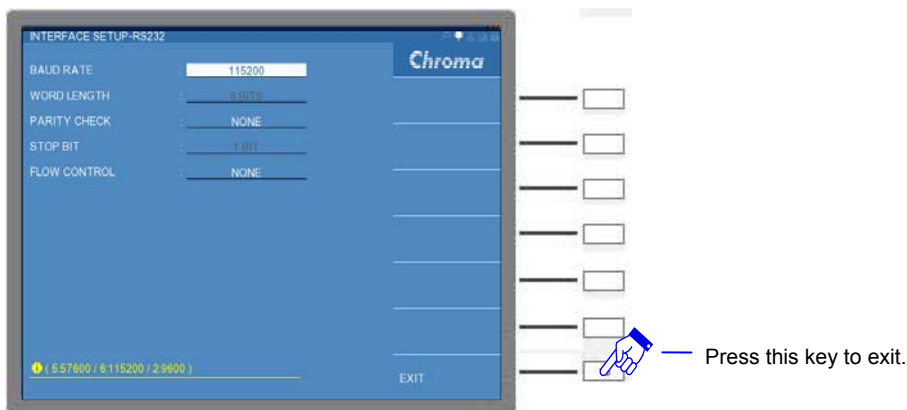 INTERFACE SETUP-RS232
Chroma
BAUD RATE 115200
WORD LENGTH : 8 BITS
PARITY CHECK : NONE
STOP BIT : 1 BIT
FLOW CONTROL : NONE
( 5.57600 / 6.115200 / 2.9600 )
EXIT
Press this key to exit.